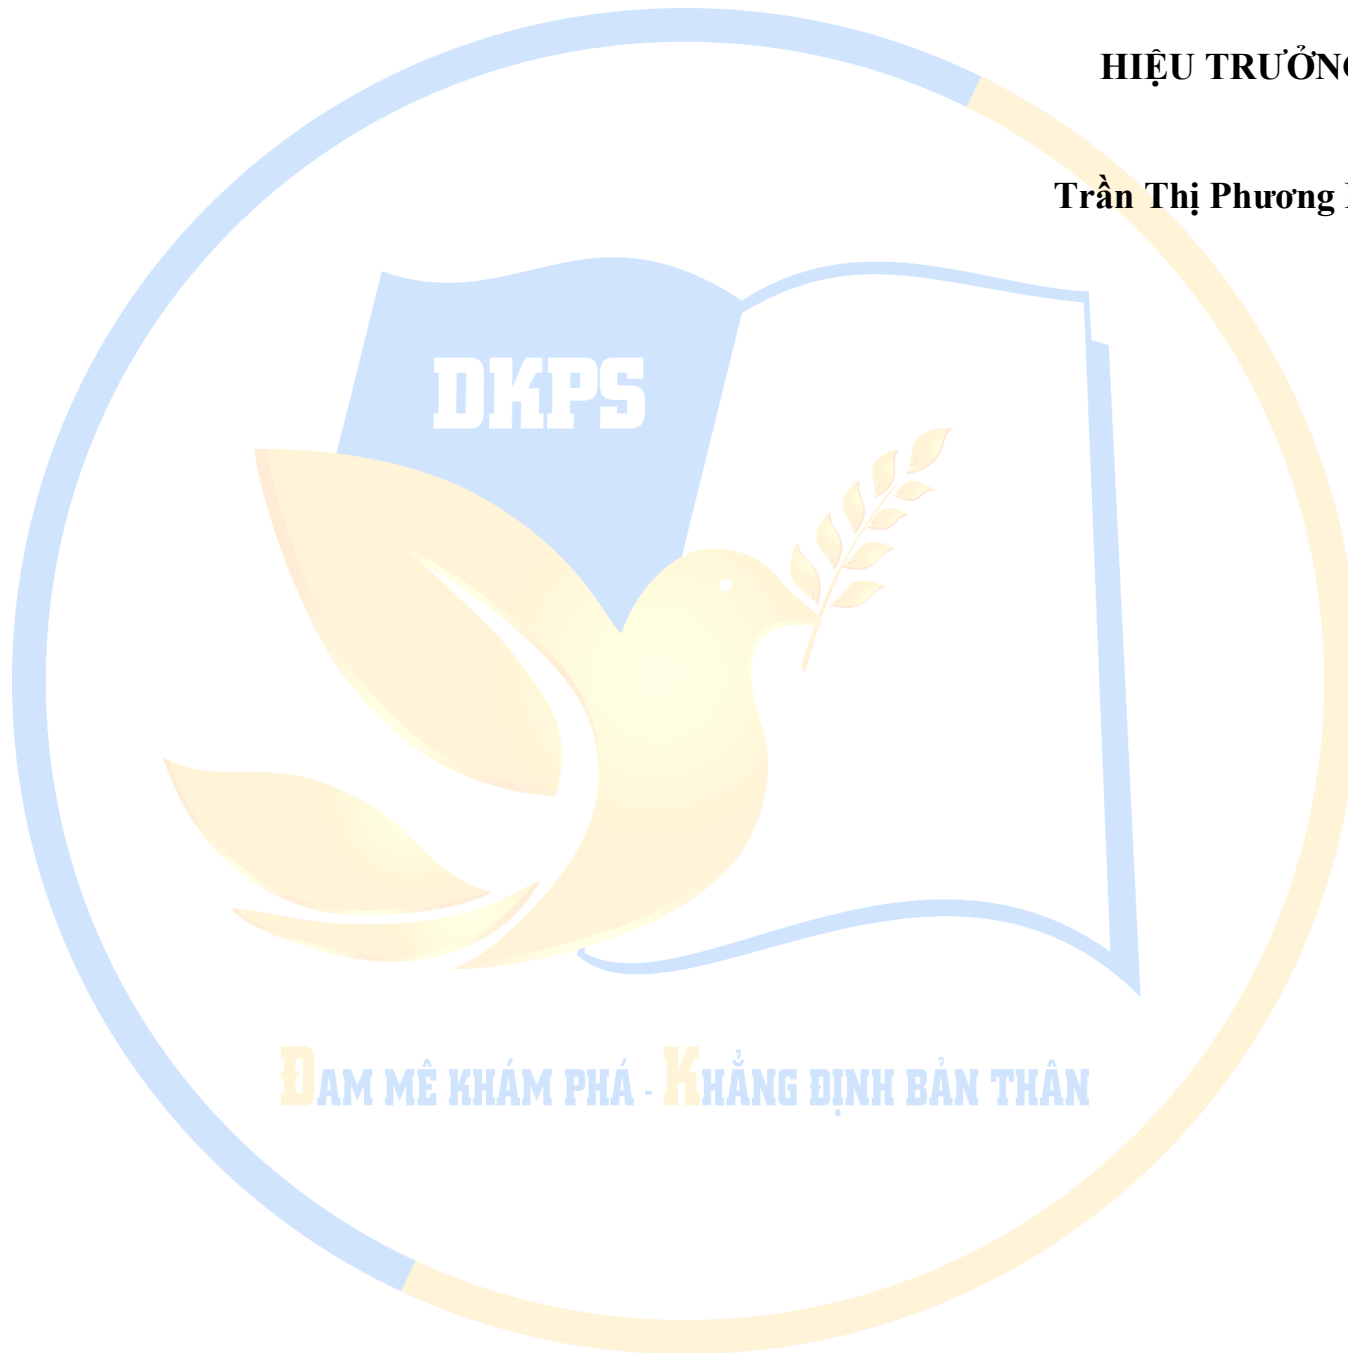 HIỆU TRƯỞNG
Trần Thị Phương
DKPS
ĐAM MÊ KHÁM PHÁ - KHẲNG ĐỊNH BẢN THÂN